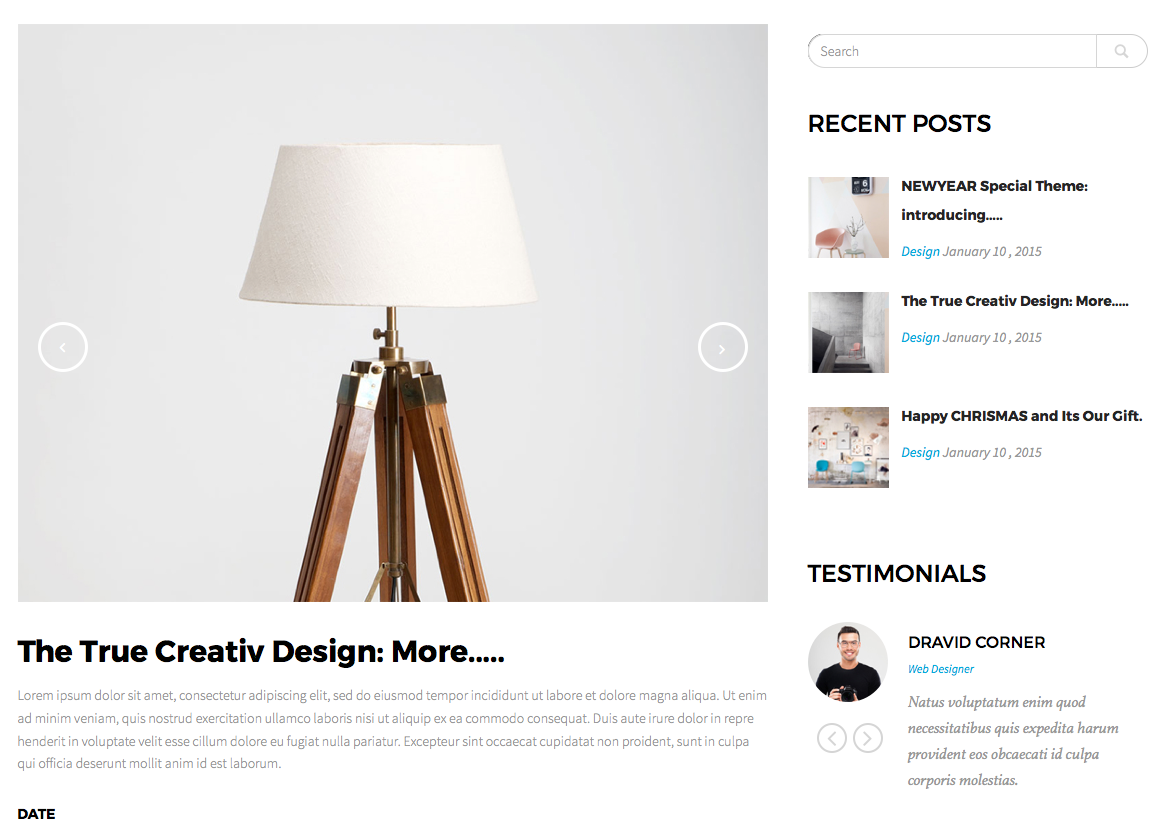 Search
RECENT POSTS
NEWYEAR Special Theme:
introducing.....
Design January 10 , 2015
The True Creativ Design: More.....
Design January 10 , 2015
Happy CHRISMAS and Its Our Gift.
Design January 10 , 2015
The True Creativ Design: More.....
Lorem ipsum dolor sit amet, consectetur adipiscing elit, sed do eiusmod tempor incididunt ut labore et dolore magna aliqua. Ut enim
ad minim veniam, quis nostrud exercitation ullamco laboris nisi ut aliquip ex ea commodo consequat. Duis aute irure dolor in repre
henderit in voluptate velit esse cillum dolore eu fugiat nulla pariatur. Excepteur sint occaecat cupidatat non proident, sunt in culpa
qui officia deserunt mollit anim id est laborum.
DATE
TESTIMONIALS
DRAVID CORNER
Web Designer
Natus voluptatum enim quod
necessitatibus quis expedita harum
provident eos obcaecati id culpa
corporis molestias.